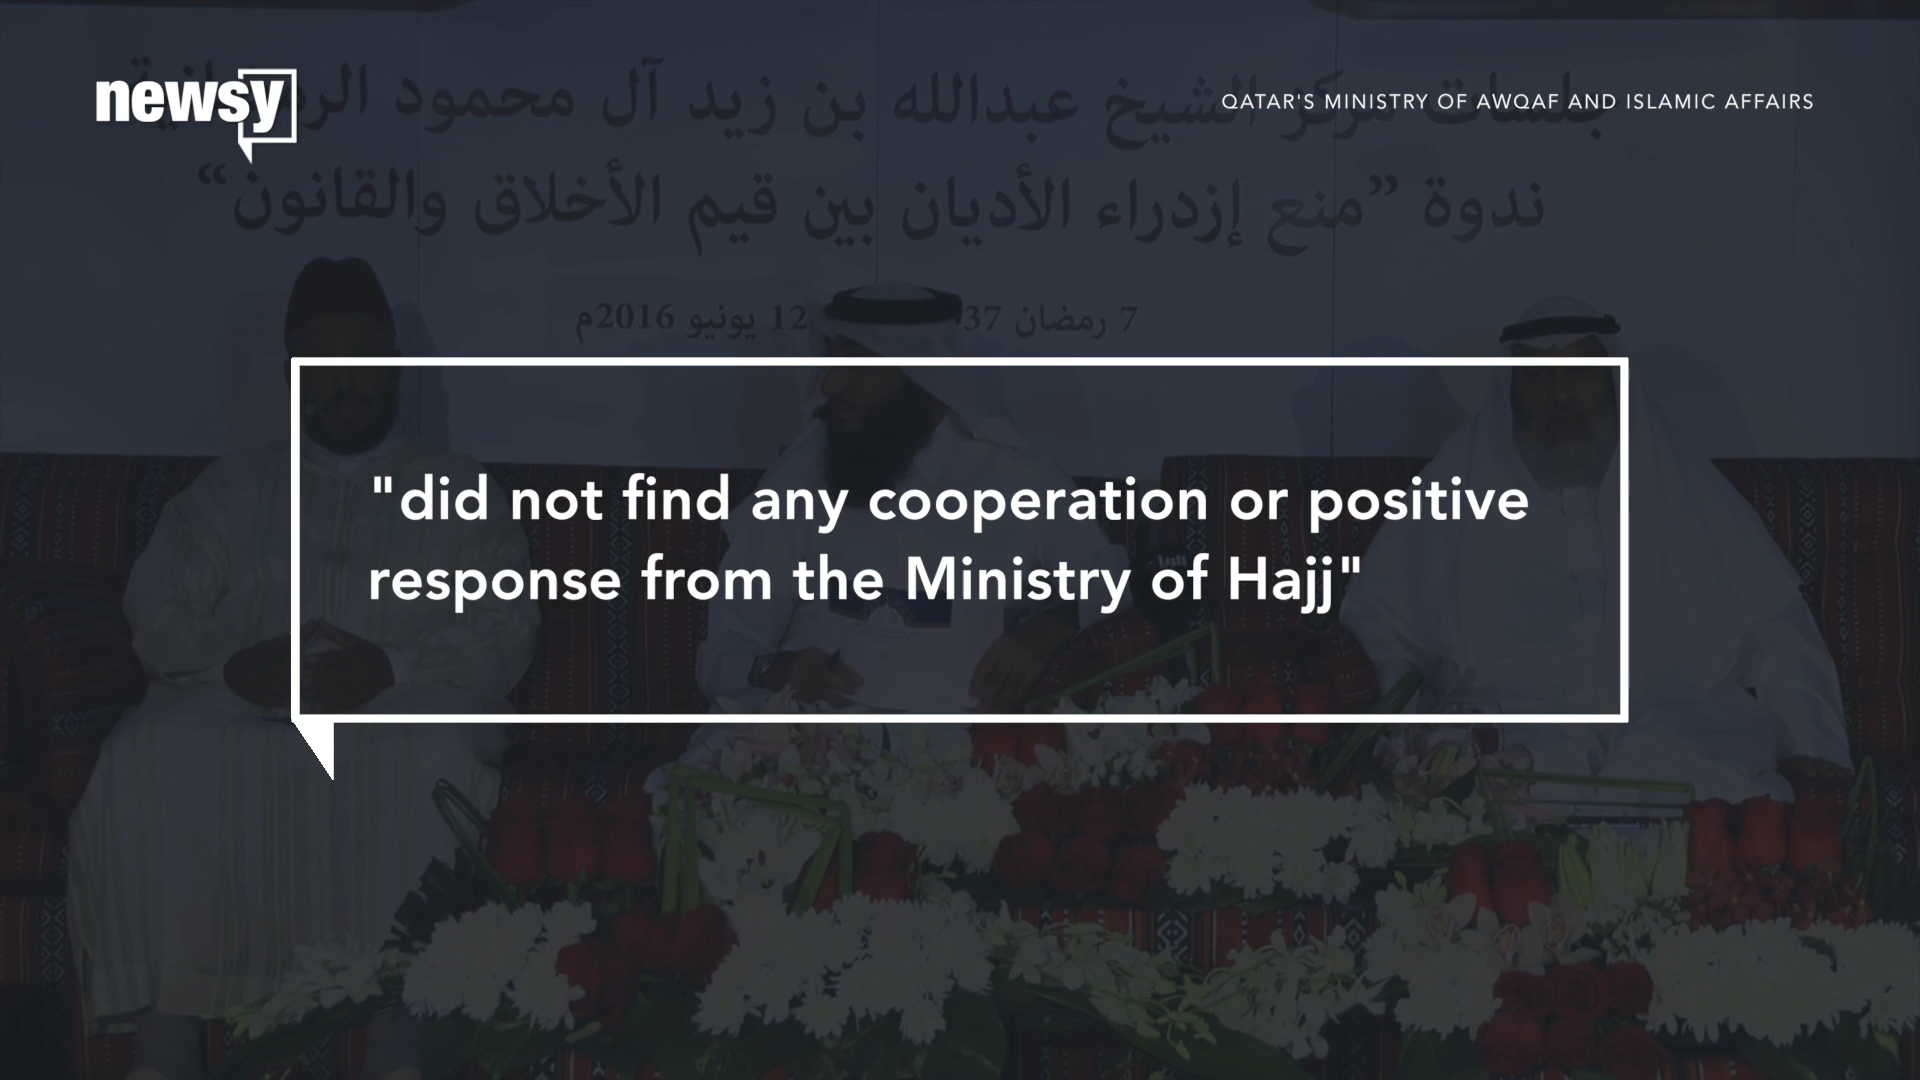 newsy
QATAR'S MINISTRY OF AWQAF AND ISLAMIC AFFAIRS
جلسات مركز الشيخ عبدالله بن زيد آل محمود
ندوة ”منع إزدراء الأديان بين قيم الأخلاق والقانون“
7 رمضان 37 12 يونيو 2016م
"did not find any cooperation or positive
response from the Ministry of Hajj"